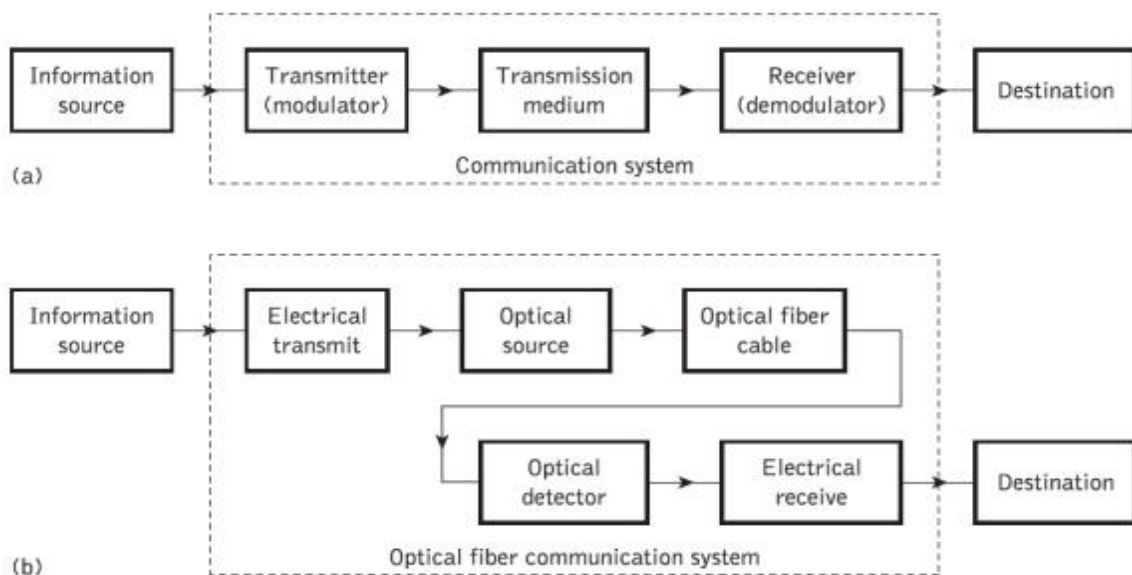 Information
source
Transmitter
(modulator)
Transmission
medium
Receiver
(demodulator)
Destination
Communication system
(a)
Information
source
Electrical
transmit
Optical
source
Optical fiber
cable
Optical
detector
Electrical
receive
Destination
Optical fiber communication system
(b)